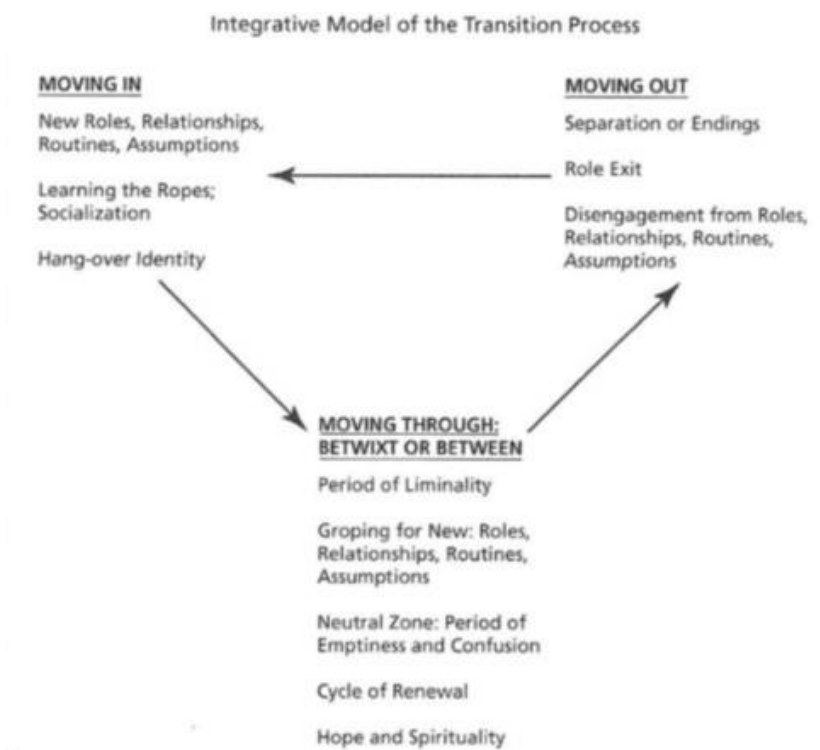 Integrative Model of the Transition Process
MOVING IN
New Roles, Relationships,
Routines, Assumptions
Learning the Ropes;
Socialization
Hang-over Identity
MOVING OUT
Separation or Endings
Role Exit
Disengagement from Roles,
Relationships, Routines,
Assumptions
MOVING THROUGH:
BETWIXT OR BETWEEN
Period of Liminality
Groping for New: Roles,
Relationships, Routines,
Assumptions
Neutral Zone: Period of
Emptiness and Confusion
Cycle of Renewal
Hope and Spirituality